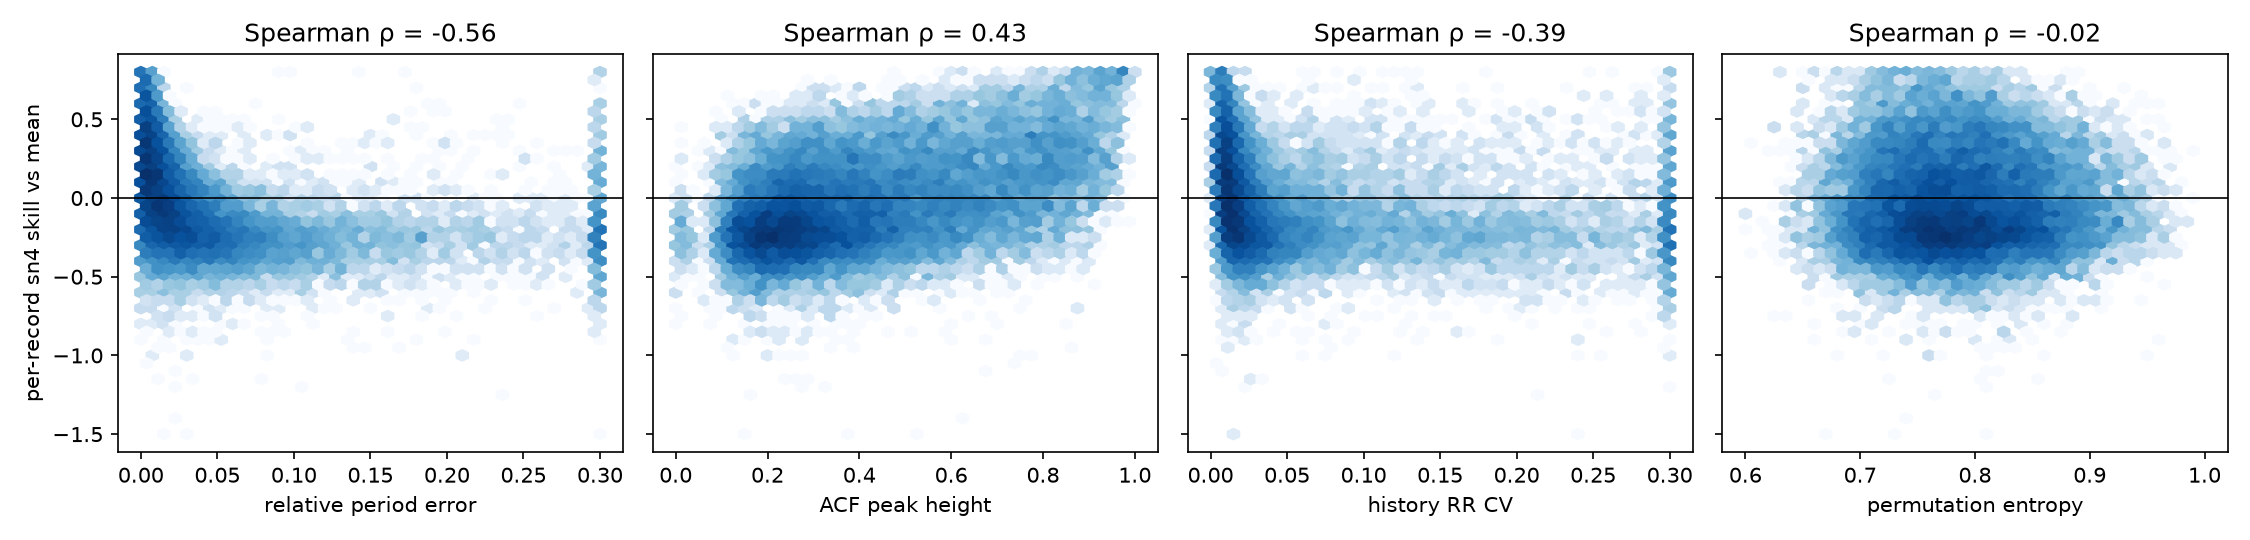 Spearman ρ = -0.56
Spearman ρ = 0.43
Spearman ρ = -0.39
Spearman ρ = -0.02
per-record sn4 skill vs mean
0.5
0.0
−0.5
−1.0
−1.5
0.00 0.05 0.10 0.15 0.20 0.25 0.30
0.0 0.2 0.4 0.6 0.8 1.0
0.00 0.05 0.10 0.15 0.20 0.25 0.30
0.6 0.7 0.8 0.9 1.0
relative period error
ACF peak height
history RR CV
permutation entropy